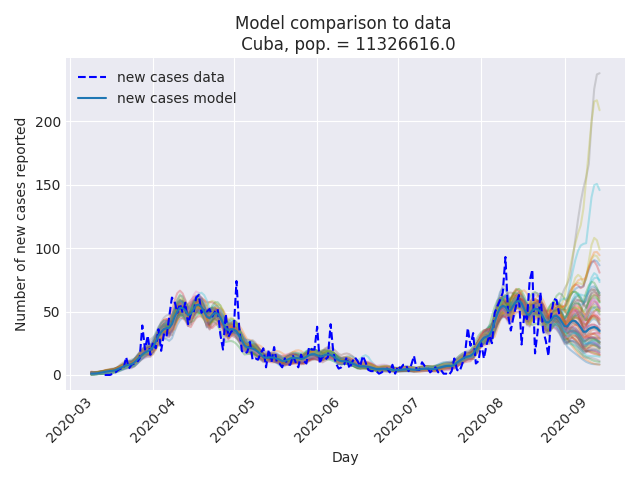 Model comparison to data
Cuba, pop. = 11326616.0
new cases data
new cases model
Number of new cases reported
200
150
100
50
0
2020-03
2020-04
2020-05
2020-06
2020-07
2020-08
2020-09
Day